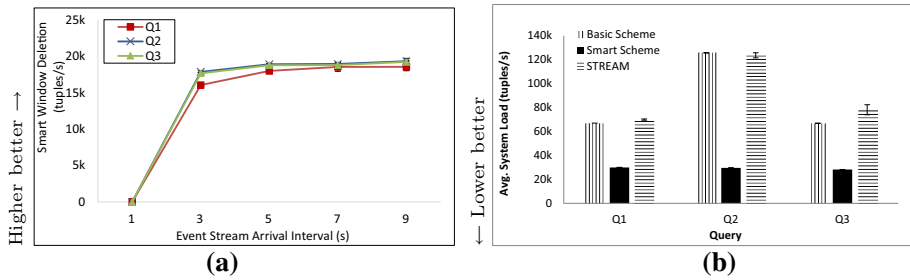 Higher better →
Smart Window Deletion
(tuples/s)
25k
20k
15k
10k
5k
0
Q1
Q2
Q3
1 3 5 7 9
Event Stream Arrival Interval (s)
(a)
← Lower better
Avg. System Load (tuples/s)
140k
120k
100k
80k
60k
40k
20k
0
Basic Scheme
Smart Scheme
STREAM
Q1 Q2 Q3
Query
(b)